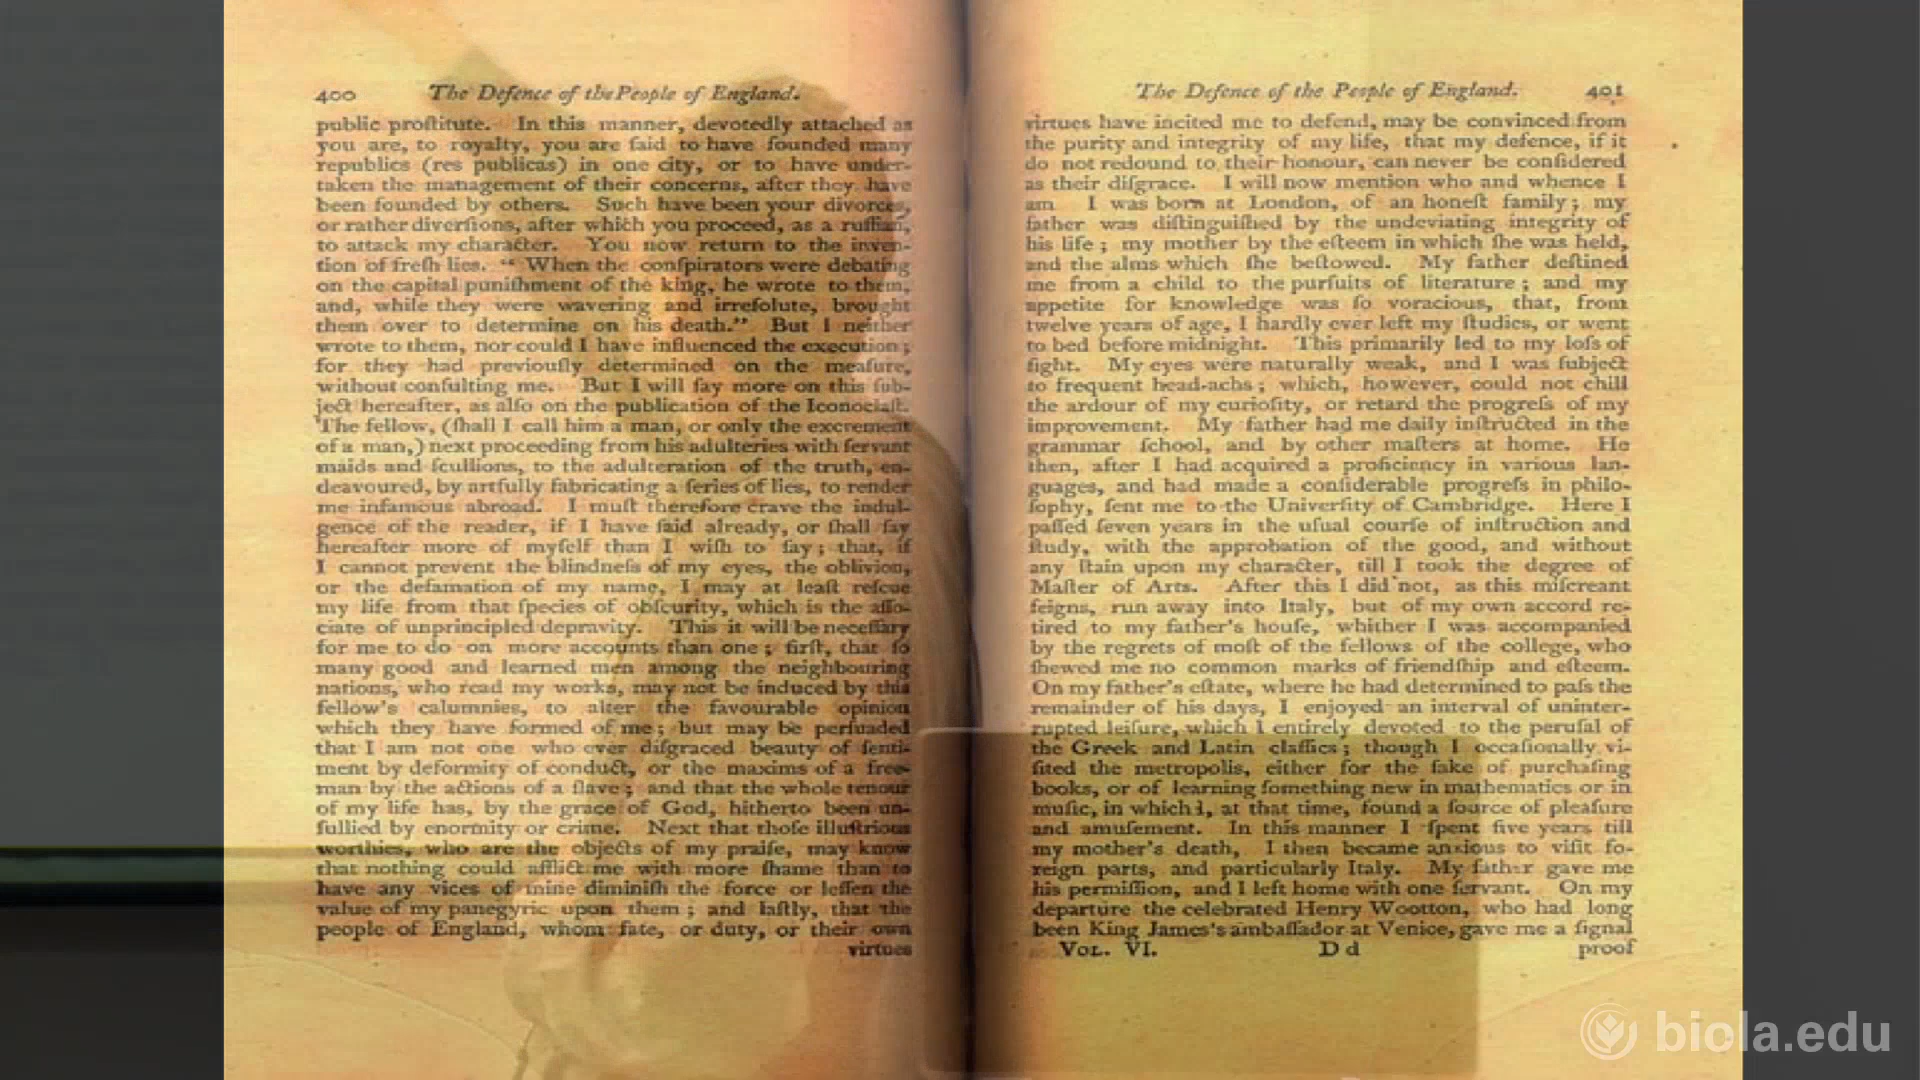 400 The Defence of the People of England.
public proſtitute. In this manner, devotedly attached as
you are, to royalty, you are ſaid to have founded many
republics (res publicas) in one city, or to have under-
taken the management of their concerns, after they have
been founded by others. Such have been your divorces,
or rather diverſions, after which you proceed, as a ruffian,
to attack my character. You now return to the inven-
tion of freſh lies. “ When the conſpirators were debating
on the capital puniſhment of the king, he wrote to them,
and, while they were wavering and irreſolute, brought
them over to determine on his death.” But I neither
wrote to them, nor could I have influenced the execution;
for they had previouſly determined on the meaſure,
without conſulting me. But I will ſay more on this ſub-
ject hereafter, as alſo on the publication of the Iconoclaſt.
The fellow, (ſhall I call him a man, or only the excrement
of a man,) next proceeding from his adulteries with ſervant
maids and ſcullions, to the adulteration of the truth, en-
deavoured, by artfully fabricating a ſeries of lies, to render
me infamous abroad. I muſt therefore crave the indul-
gence of the reader, if I have ſaid already, or ſhall ſay
hereafter more of myſelf than I wiſh to ſay; that, if
I cannot prevent the blindneſs of my eyes, the oblivion,
or the defamation of my name, I may at leaſt reſcue
my life from that ſpecies of obſcurity, which is the aſſo-
ciate of unprincipled depravity. This it will be neceſſary
for me to do on more accounts than one; firſt, that ſo
many good and learned men among the neighbouring
nations, who read my works, may not be induced by this
fellow's calumnies, to alter the favourable opinion
which they have formed of me; but may be perſuaded
that I am not one who ever diſgraced beauty of ſenti-
ment by deformity of conduct, or the maxims of a free-
man by the actions of a ſlave; and that the whole tenour
of my life has, by the grace of God, hitherto been un-
ſullied by enormity or crime. Next that thoſe illuſtrious
worthies, who are the objects of my praiſe, may know
that nothing could afflict me with more ſhame than to
have any vices of mine diminiſh the force or leſſen the
value of my panegyric upon them; and laſtly, that the
people of England, whom fate, or duty, or their own
virtues
The Defence of the People of England. 401
virtues have incited me to defend, may be convinced from
the purity and integrity of my life, that my defence, if it
do not redound to their honour, can never be conſidered
as their diſgrace. I will now mention who and whence I
am I was born at London, of an honeſt family; my
father was diſtinguiſhed by the undeviating integrity of
his life; my mother by the eſteem in which ſhe was held,
and the alms which ſhe beſtowed. My father deſtined
me from a child to the purſuits of literature; and my
appetite for knowledge was ſo voracious, that, from
twelve years of age, I hardly ever left my ſtudies, or went
to bed before midnight. This primarily led to my loſs of
ſight. My eyes were naturally weak, and I was ſubject
to frequent head-achs; which, however, could not chill
the ardour of my curioſity, or retard the progreſs of my
improvement. My father had me daily inſtructed in the
grammar ſchool, and by other maſters at home. He
then, after I had acquired a proficiency in various lan-
guages, and had made a conſiderable progreſs in philo-
ſophy, ſent me to the Univerſity of Cambridge. Here I
paſſed ſeven years in the uſual courſe of inſtruction and
ſtudy, with the approbation of the good, and without
any ſtain upon my character, till I took the degree of
Maſter of Arts. After this I did not, as this miſcreant
feigns, run away into Italy, but of my own accord re-
tired to my father's houſe, whither I was accompanied
by the regrets of moſt of the fellows of the college, who
ſhewed me no common marks of friendſhip and eſteem.
On my father's eſtate, where he had determined to paſs the
remainder of his days, I enjoyed an interval of uninter-
rupted leiſure, which I entirely devoted to the peruſal of
the Greek and Latin claſſics; though I occaſionally vi-
ſited the metropolis, either for the ſake of purchaſing
books, or of learning ſomething new in mathematics or in
muſic, in which I, at that time, found a ſource of pleaſure
and amuſement. In this manner I ſpent five years till
my mother's death, I then became anxious to viſit fo-
reign parts, and particularly Italy. My father gave me
his permiſſion, and I left home with one ſervant. On my
departure the celebrated Henry Wootton, who had long
been King James's ambaſſador at Venice, gave me a ſignal
VOL. VI. D d proof
biola.edu